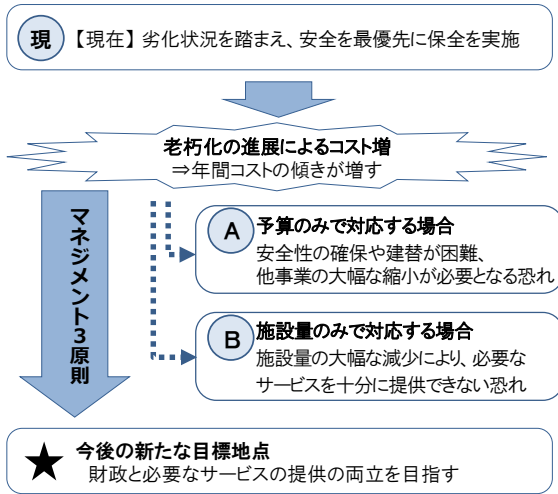 現
【現在】 劣化状況を踏まえ、安全を最優先に保全を実施
老朽化の進展によるコスト増
⇒年間コストの傾きが増す
マネジメント3原則
A
予算のみで対応する場合
安全性の確保や建替が困難、
他事業の大幅な縮小が必要となる恐れ
B
施設量のみで対応する場合
施設量の大幅な減少により、必要な
サービスを十分に提供できない恐れ
★
今後の新たな目標地点
財政と必要なサービスの提供の両立を目指す